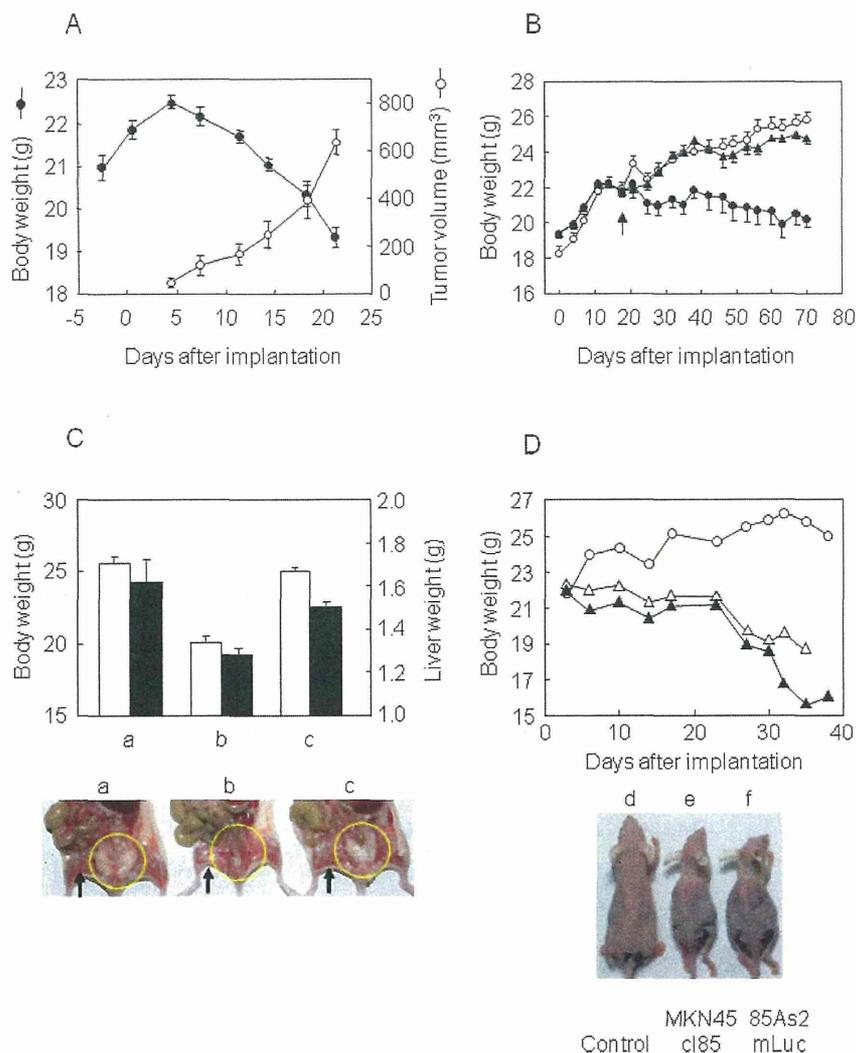 A
Body weight (g)
23
22
21
20
19
18
800
600
400
200
0
Tumor volume (mm³)
-5 0 5 10 15 20 25
Days after implantation
B
Body weight (g)
28
26
24
22
20
18
16
0 10 20 30 40 50 60 70 80
Days after implantation
C
Body weight (g)
30
25
20
15
2.0
1.8
1.6
1.4
1.2
1.0
Liver weight (g)
a b c
a b c
D
Body weight (g)
27
25
23
21
19
17
15
0 10 20 30 40
Days after implantation
d e f
Control
MKN45
cl85
85As2
mLuc